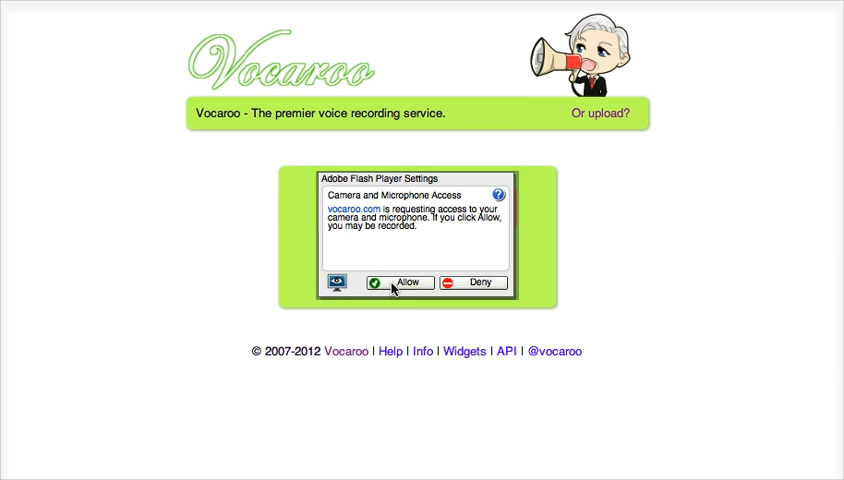 Vocaroo
Vocaroo - The premier voice recording service.
Or upload?
Adobe Flash Player Settings
Camera and Microphone Access
?
vocaroo.com is requesting access to your
camera and microphone. If you click Allow,
you may be recorded.
Allow
Deny
© 2007-2012 Vocaroo | Help | Info | Widgets | API | @vocaroo